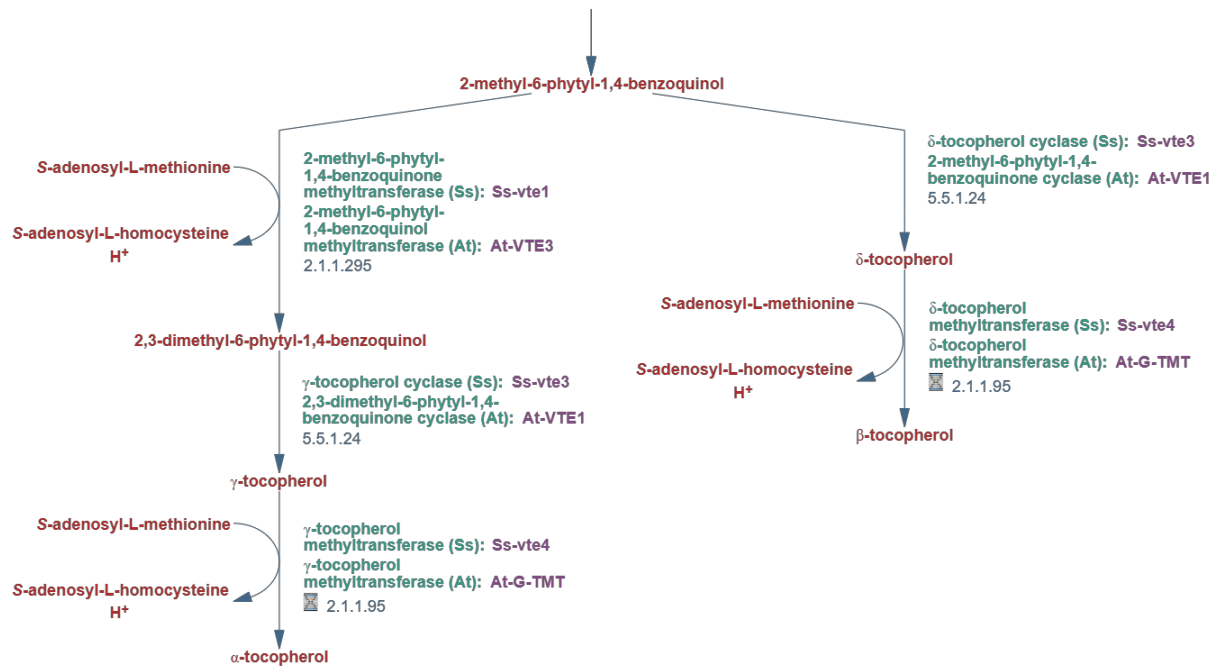 2-methyl-6-phytyl-1,4-benzoquinol
S-adenosyl-L-methionine
2-methyl-6-phytyl-
1,4-benzoquinone
methyltransferase (Ss): Ss-vte1
2-methyl-6-phytyl-
1,4-benzoquinol
methyltransferase (At): At-VTE3
2.1.1.295
S-adenosyl-L-homocysteine
H+
2,3-dimethyl-6-phytyl-1,4-benzoquinol
γ-tocopherol cyclase (Ss): Ss-vte3
2,3-dimethyl-6-phytyl-1,4-
benzoquinone cyclase (At): At-VTE1
5.5.1.24
γ-tocopherol
S-adenosyl-L-methionine
γ-tocopherol
methyltransferase (Ss): Ss-vte4
γ-tocopherol
methyltransferase (At): At-G-TMT
2.1.1.95
S-adenosyl-L-homocysteine
H+
α-tocopherol
δ-tocopherol cyclase (Ss): Ss-vte3
2-methyl-6-phytyl-1,4-
benzoquinone cyclase (At): At-VTE1
5.5.1.24
δ-tocopherol
S-adenosyl-L-methionine
δ-tocopherol
methyltransferase (Ss): Ss-vte4
δ-tocopherol
methyltransferase (At): At-G-TMT
2.1.1.95
S-adenosyl-L-homocysteine
H+
β-tocopherol